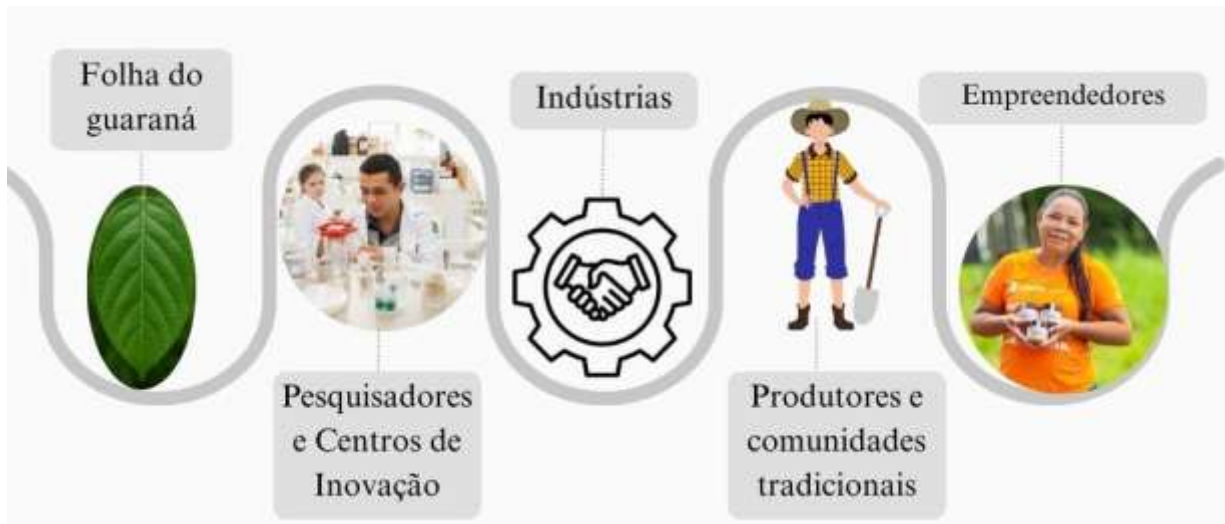 Folha do
guaraná
Pesquisadores
e Centros de
Inovação
Indústrias
Produtores e
comunidades
tradicionais
Empreendedores